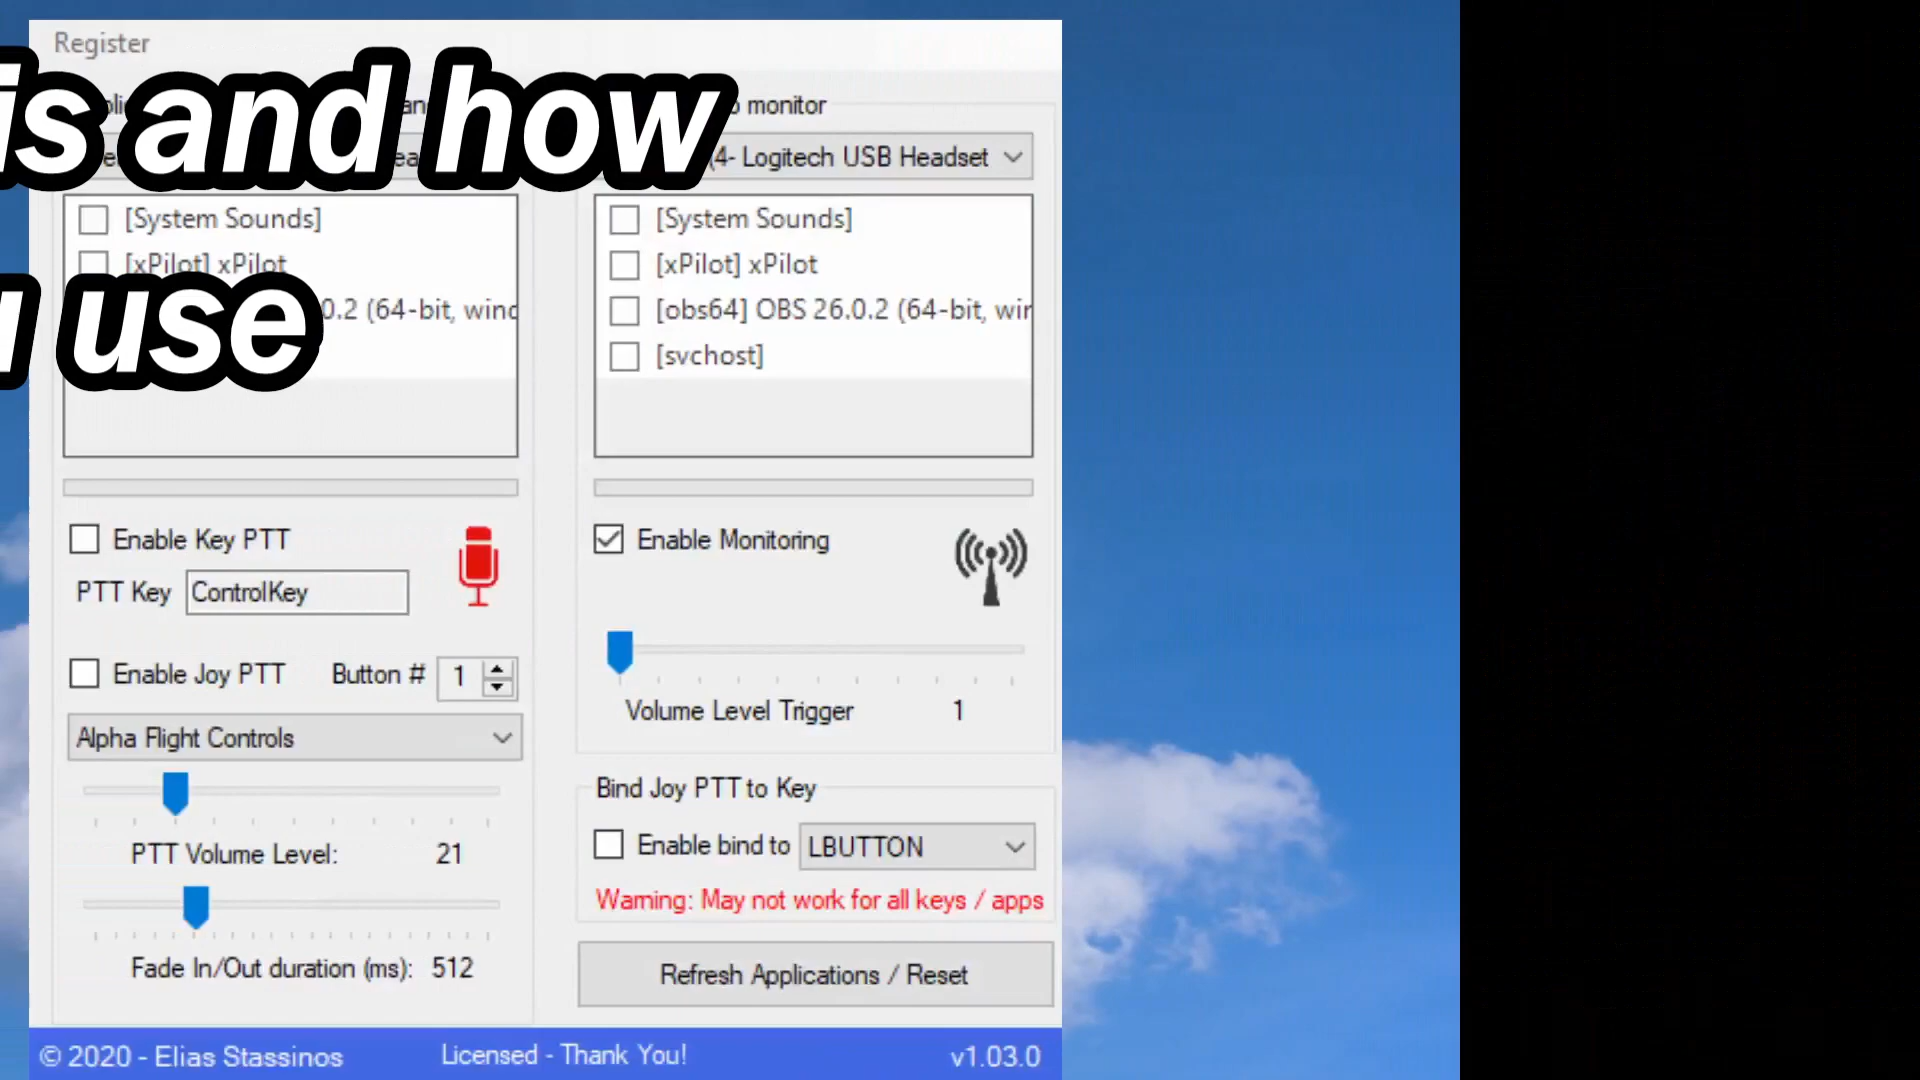 Register
is and how
monitor
(4- Logitech USB Headset
[System Sounds]
[xPilot] xPilot
use
0.2 (64-bit, winc
[System Sounds]
[xPilot] xPilot
[obs64] OBS 26.0.2 (64-bit, wir
[svchost]
Enable Key PTT
PTT Key ControlKey
Enable Joy PTT Button # 1
Alpha Flight Controls
PTT Volume Level: 21
Fade In/Out duration (ms): 512
Enable Monitoring
Volume Level Trigger 1
Bind Joy PTT to Key
Enable bind to LBUTTON
Warning: May not work for all keys / apps
Refresh Applications / Reset
© 2020 - Elias Stassinos Licensed - Thank You! v1.03.0